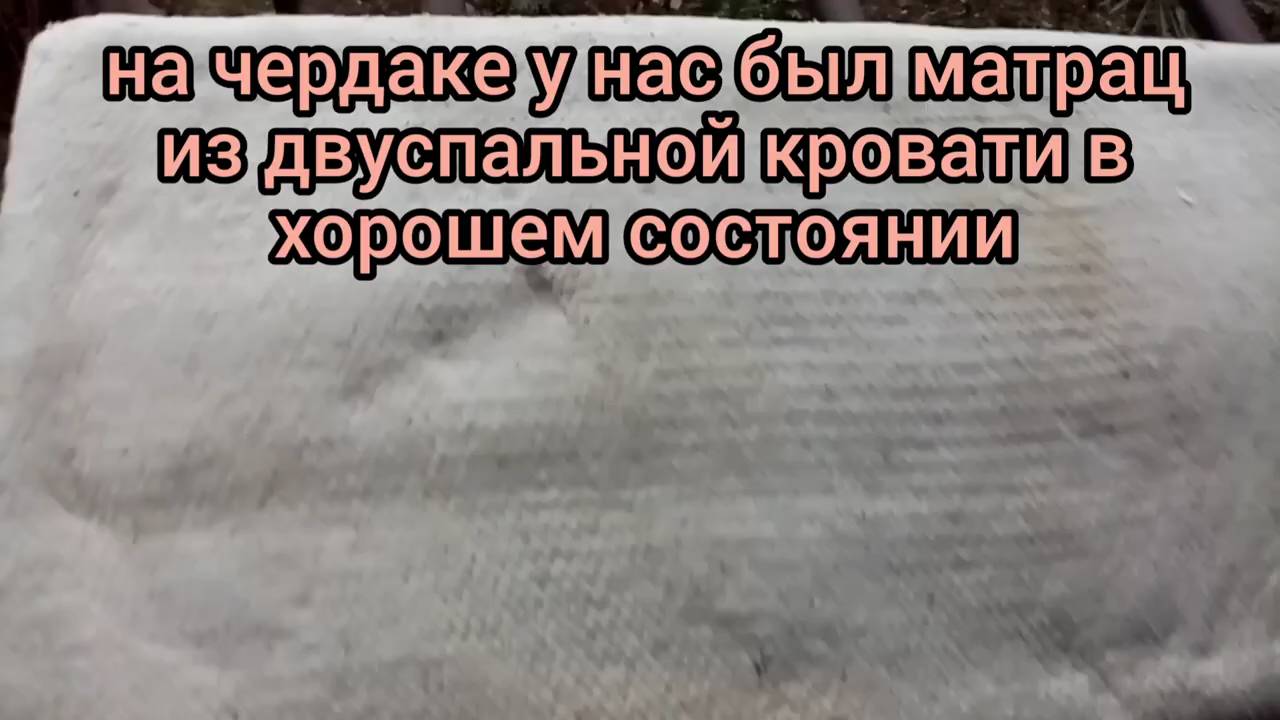 на чердаке у нас был матрац
из двуспальной кровати в
хорошем состоянии